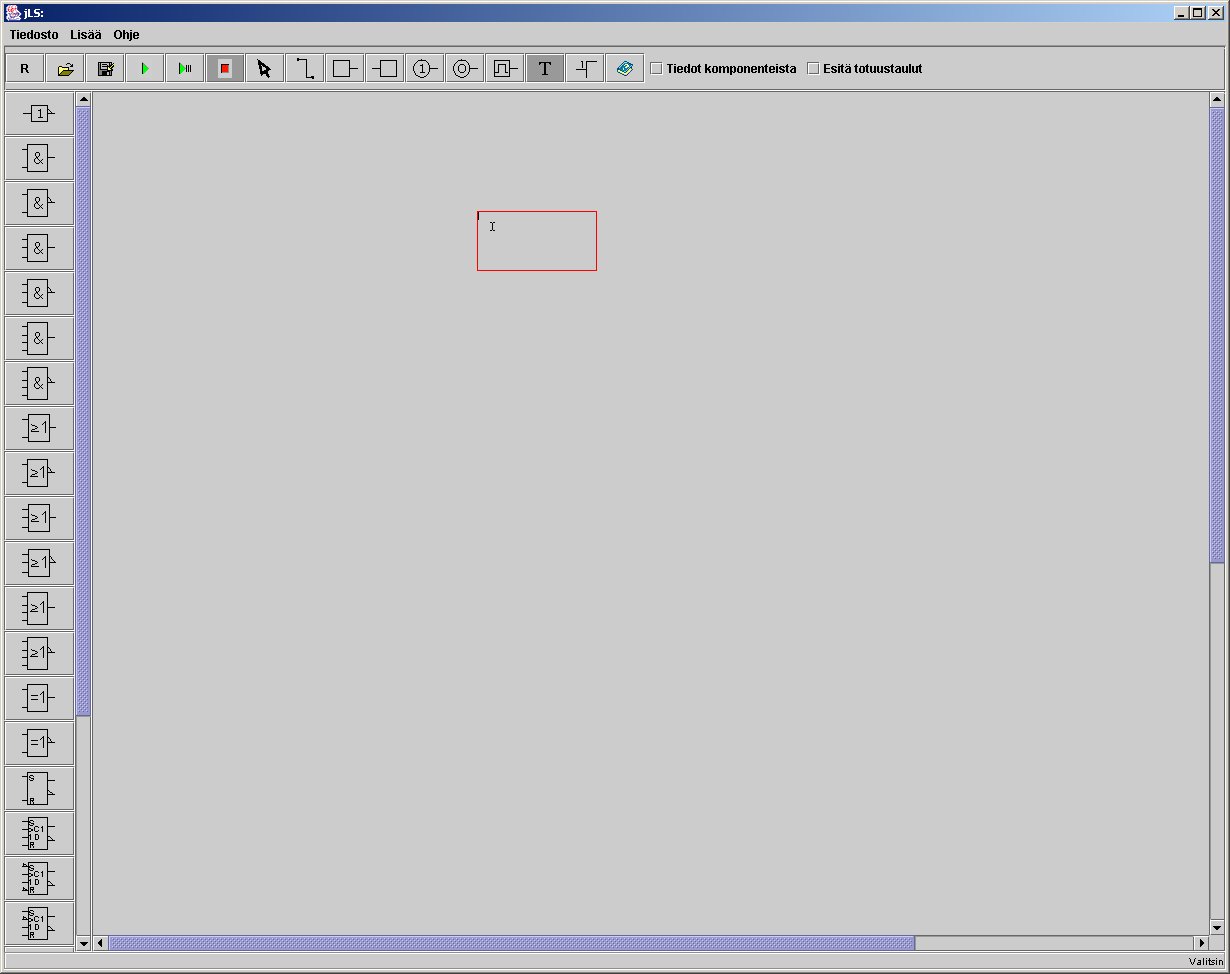 jLS:
Tiedosto Lisää Ohje
R 1 T Tiedot komponenteista Esitä totuustaulut
1
&
&
&
&
&
&
≥1
≥1
≥1
≥1
≥1
≥1
=1
=1
S
R
S
>C1
1D
R
S
>C1
1D
R
S
>C1
1D
R
Valitsin